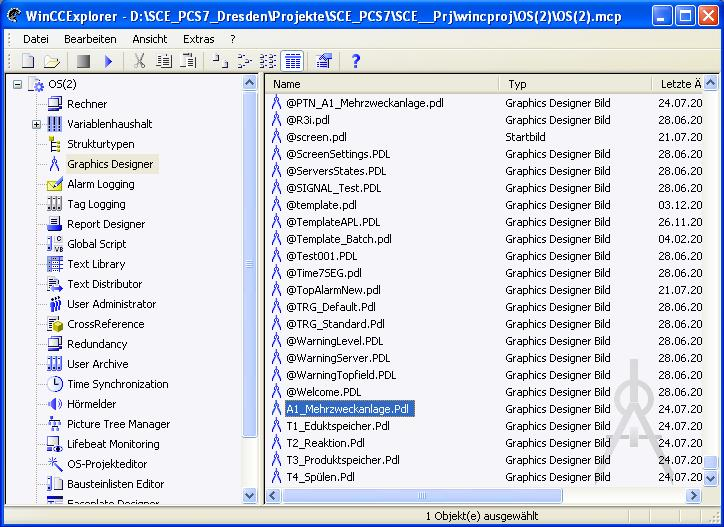 WinCCExplorer - D:\SCE_PCS7_Dresden\Projekte\SCE_PCS7\SCE__Prj\wincproj\OS(2)\OS(2).mcp
Datei Bearbeiten Ansicht Extras ?
OS(2)
Rechner
Variablenhaushalt
Strukturtypen
Graphics Designer
Alarm Logging
Tag Logging
Report Designer
Global Script
Text Library
Text Distributor
User Administrator
CrossReference
Redundancy
User Archive
Time Synchronization
Hörmelder
Picture Tree Manager
Lifebeat Monitoring
OS-Projekteditor
Bausteinlisten Editor
Faceplate Designer
Name Typ Letzte Ä
@PTN_A1_Mehrzweckanlage.pdl Graphics Designer Bild 24.07.20
@R3i.pdl Graphics Designer Bild 28.06.20
@screen.pdl Startbild 21.07.20
@ScreenSettings.PDL Graphics Designer Bild 28.06.20
@ServersStates.PDL Graphics Designer Bild 28.06.20
@SIGNAL_Test.PDL Graphics Designer Bild 28.06.20
@template.pdl Graphics Designer Bild 03.12.20
@TemplateAPL.PDL Graphics Designer Bild 26.11.20
@Template_Batch.pdl Graphics Designer Bild 04.02.20
@Test001.PDL Graphics Designer Bild 28.06.20
@Time7SEG.pdl Graphics Designer Bild 28.06.20
@TopAlarmNew.pdl Graphics Designer Bild 21.07.20
@TRG_Default.Pdl Graphics Designer Bild 28.06.20
@TRG_Standard.Pdl Graphics Designer Bild 28.06.20
@WarningLevel.PDL Graphics Designer Bild 28.06.20
@WarningServer.PDL Graphics Designer Bild 28.06.20
@WarningTopfield.PDL Graphics Designer Bild 28.06.20
@Welcome.PDL Graphics Designer Bild 28.06.20
A1_Mehrzweckanlage.Pdl Graphics Designer Bild 24.07.20
T1_Eduktspeicher.Pdl Graphics Designer Bild 24.07.20
T2_Reaktion.Pdl Graphics Designer Bild 24.07.20
T3_Produktspeicher.Pdl Graphics Designer Bild 24.07.20
T4_Spülen.Pdl Graphics Designer Bild 24.07.20
1 Objekt(e) ausgewählt